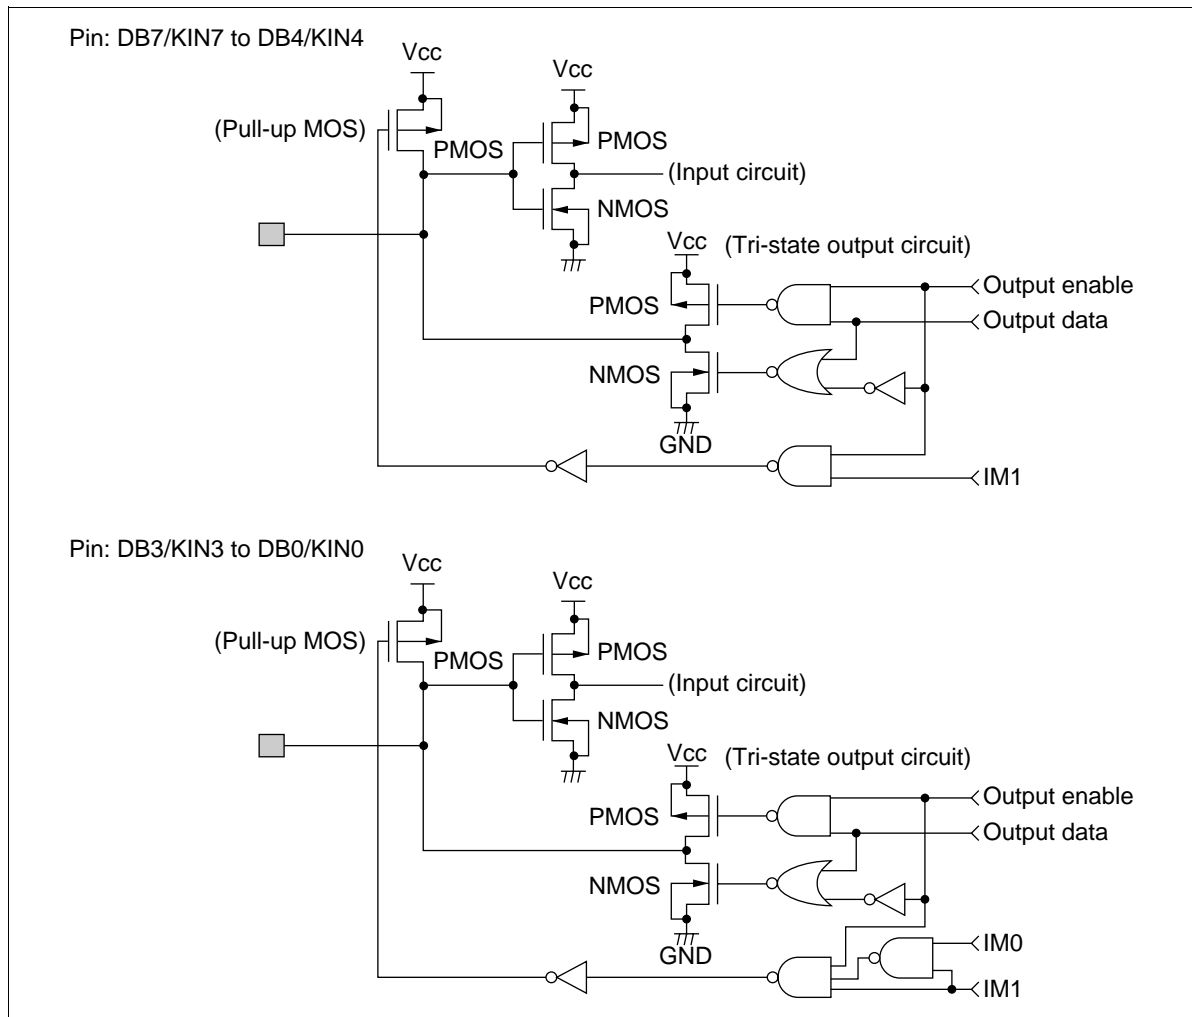 Pin: DB7/KIN7 to DB4/KIN4
Vcc
Vcc
(Pull-up MOS)
PMOS
PMOS
(Input circuit)
NMOS
Vcc
(Tri-state output circuit)
Output enable
PMOS
Output data
NMOS
GND
IM1
Pin: DB3/KIN3 to DB0/KIN0
Vcc
Vcc
(Pull-up MOS)
PMOS
PMOS
(Input circuit)
NMOS
Vcc
(Tri-state output circuit)
Output enable
PMOS
Output data
NMOS
GND
IM0
IM1